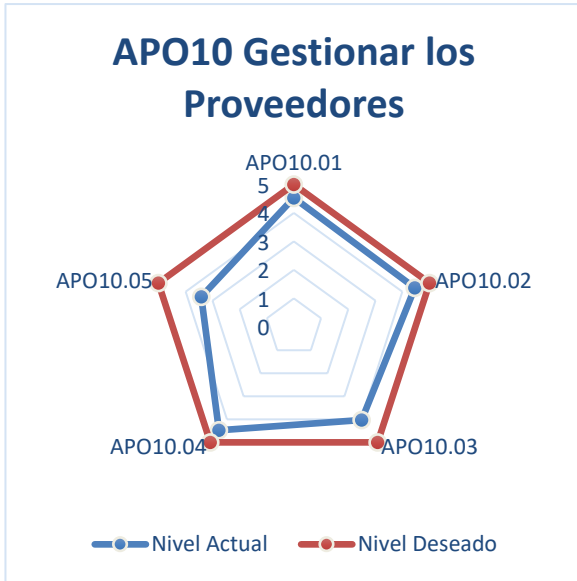 APO10 Gestionar los
Proveedores
APO10.01
5
4
3
2
1
0
APO10.02
APO10.05
APO10.04
APO10.03
Nivel Actual
Nivel Deseado